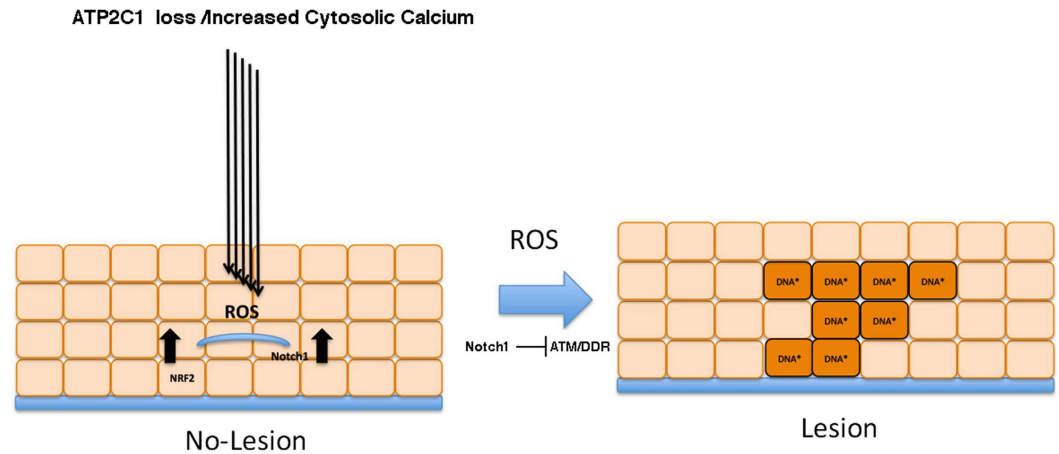 ATP2C1 loss /Increased Cytosolic Calcium
ROS
Notch1
NRF2
No-Lesion
ROS
Notch1 ATM/DDR
DNA* DNA* DNA* DNA*
DNA* DNA*
DNA* DNA*
Lesion